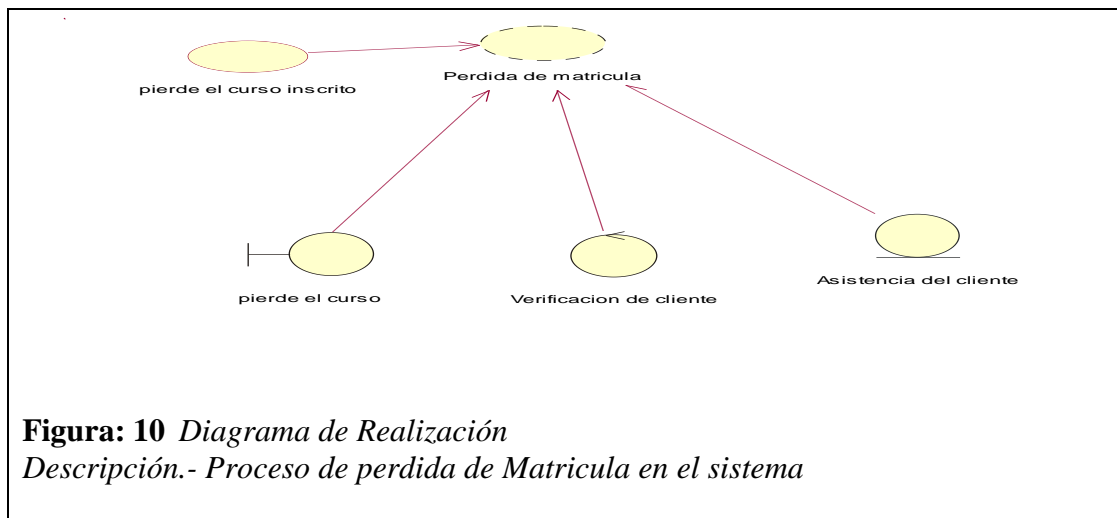 Perdida de matricula
pierde el curso inscrito
pierde el curso
Verificacion de cliente
Asistencia del cliente
Figura: 10 Diagrama de Realización
Descripción.- Proceso de perdida de Matricula en el sistema